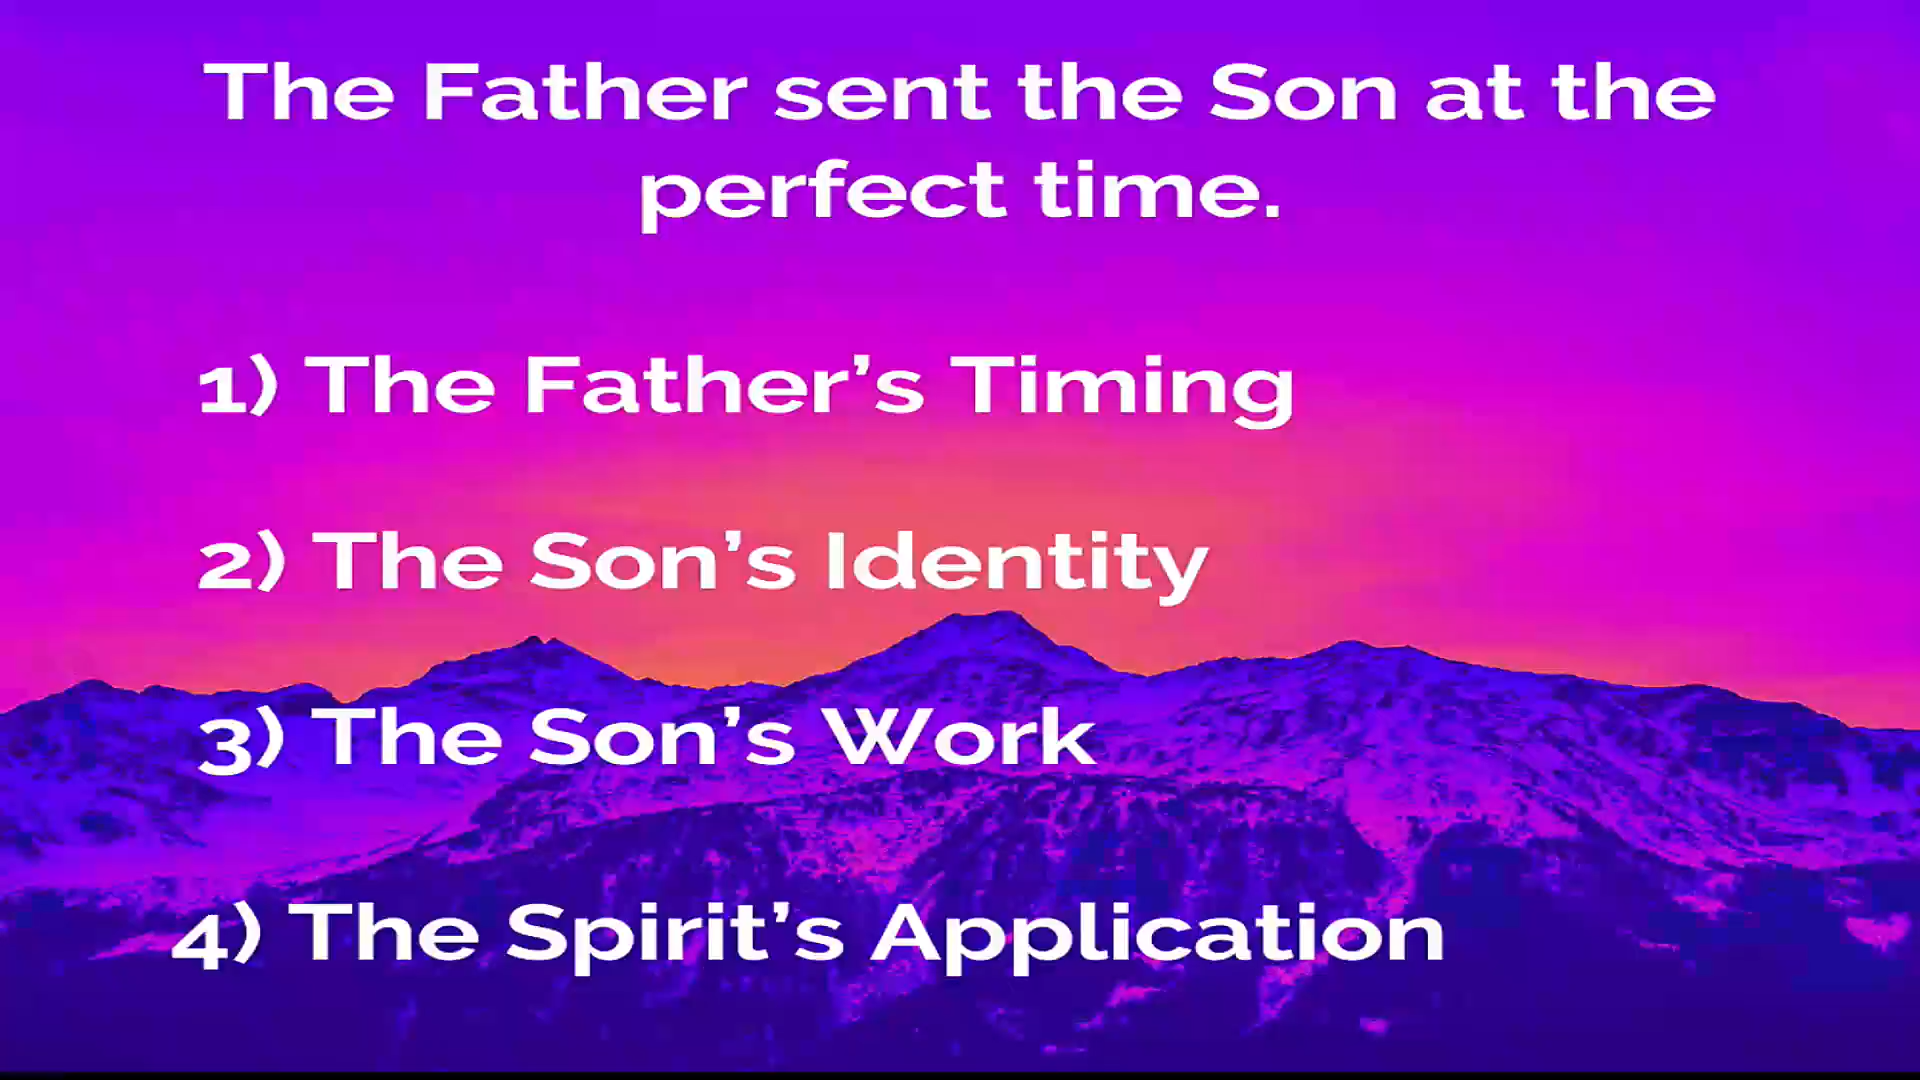 The Father sent the Son at the
perfect time.
1) The Father’s Timing
2) The Son’s Identity
3) The Son’s Work
4) The Spirit’s Application